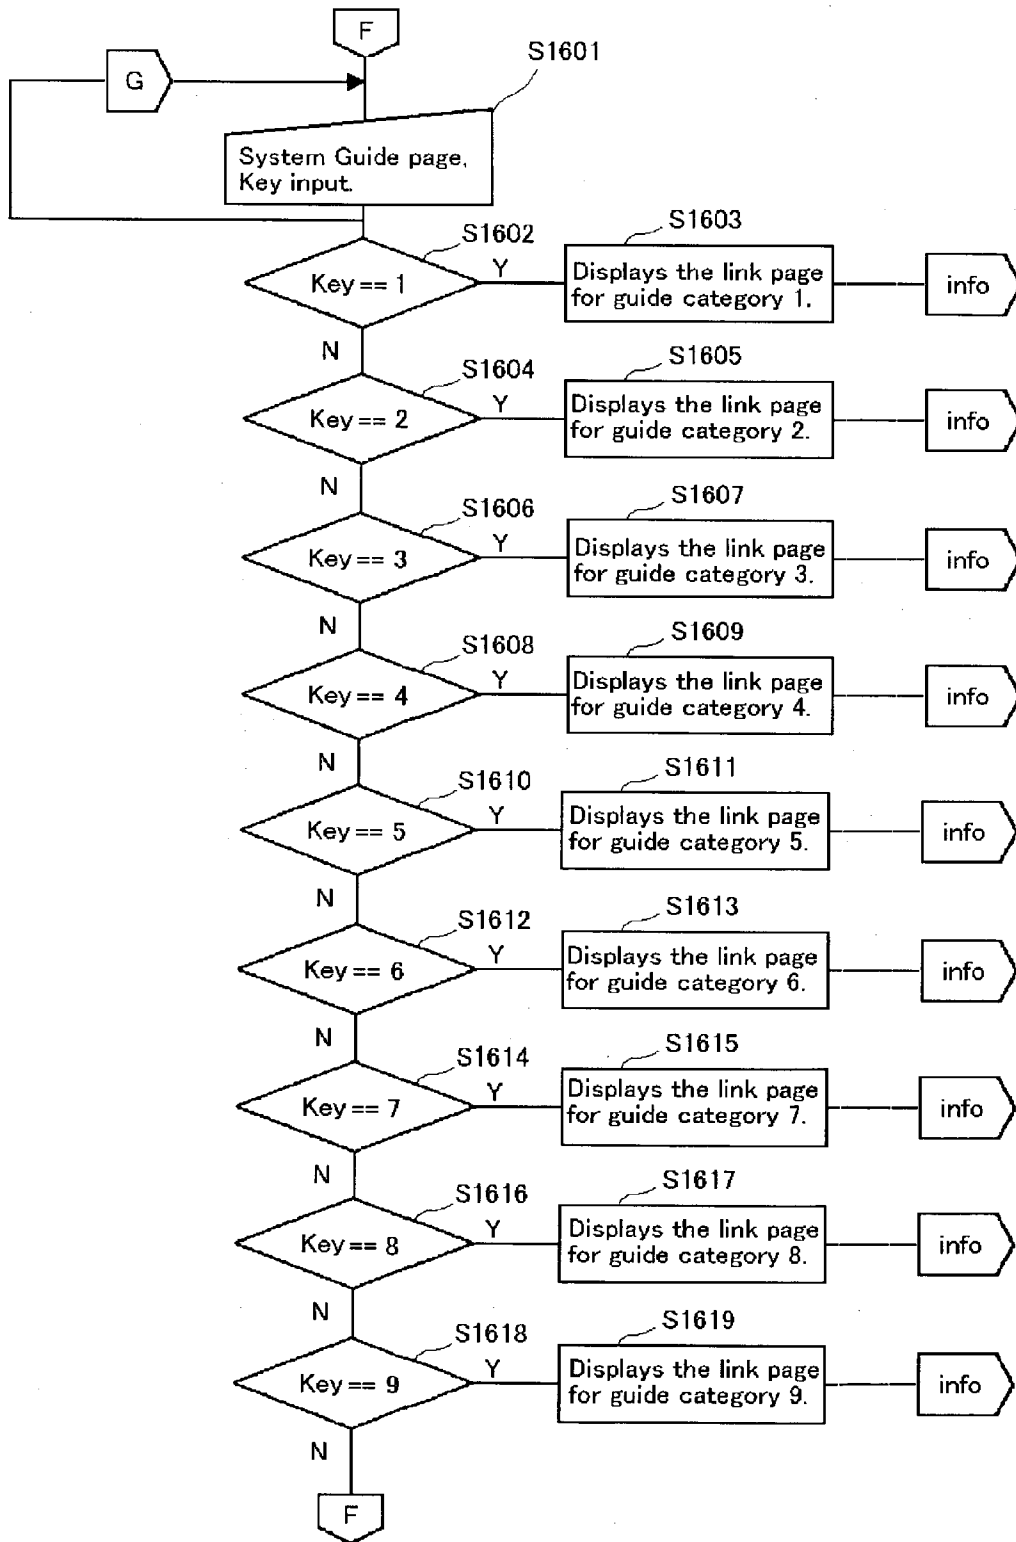 F
S1601
G
System Guide page,
Key input.
S1602
S1603
Key == 1
Y
Displays the link page
for guide category 1.
info
N
S1604
S1605
Key == 2
Y
Displays the link page
for guide category 2.
info
N
S1606
S1607
Key == 3
Y
Displays the link page
for guide category 3.
info
N
S1608
S1609
Key == 4
Y
Displays the link page
for guide category 4.
info
N
S1610
S1611
Key == 5
Y
Displays the link page
for guide category 5.
info
N
S1612
S1613
Key == 6
Y
Displays the link page
for guide category 6.
info
N
S1614
S1615
Key == 7
Y
Displays the link page
for guide category 7.
info
N
S1616
S1617
Key == 8
Y
Displays the link page
for guide category 8.
info
N
S1618
S1619
Key == 9
Y
Displays the link page
for guide category 9.
info
N
F